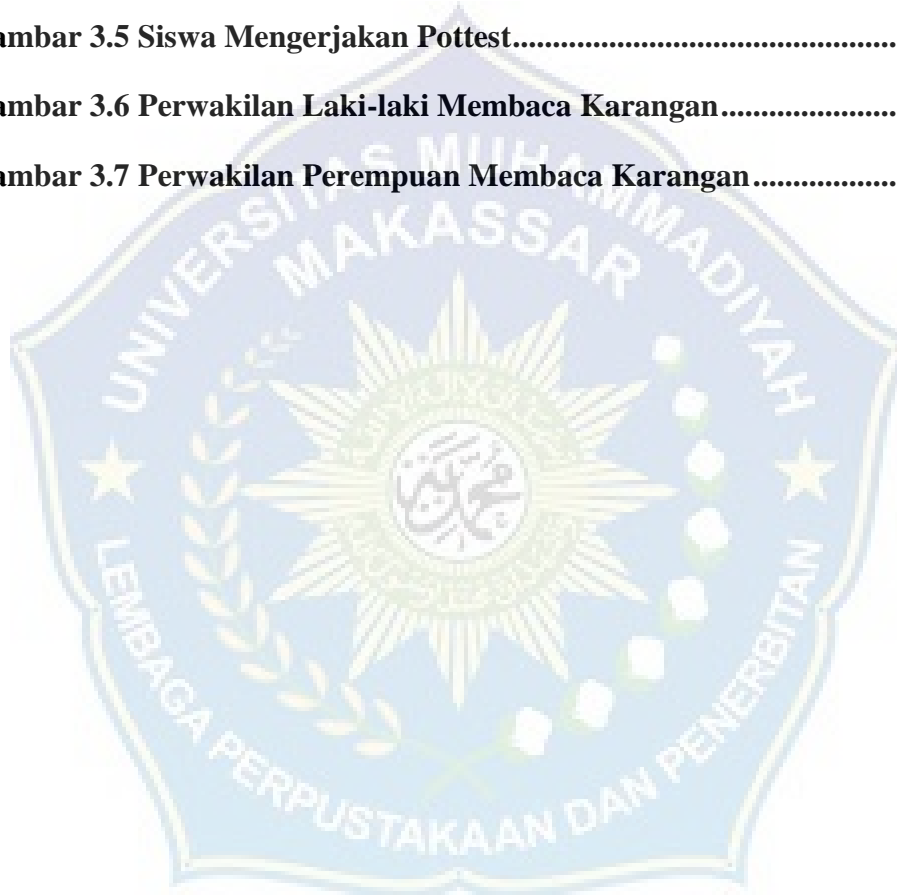 ambar 3.5 Siswa Mengerjakan Pottest
ambar 3.6 Perwakilan Laki-laki Membaca Karangan
ambar 3.7 Perwakilan Perempuan Membaca Karangan
UNIVERSITAS MUHAMMADIYAH
MAKASSAR
LEMBAGA PERPUSTAKAAN DAN PENERBITAN